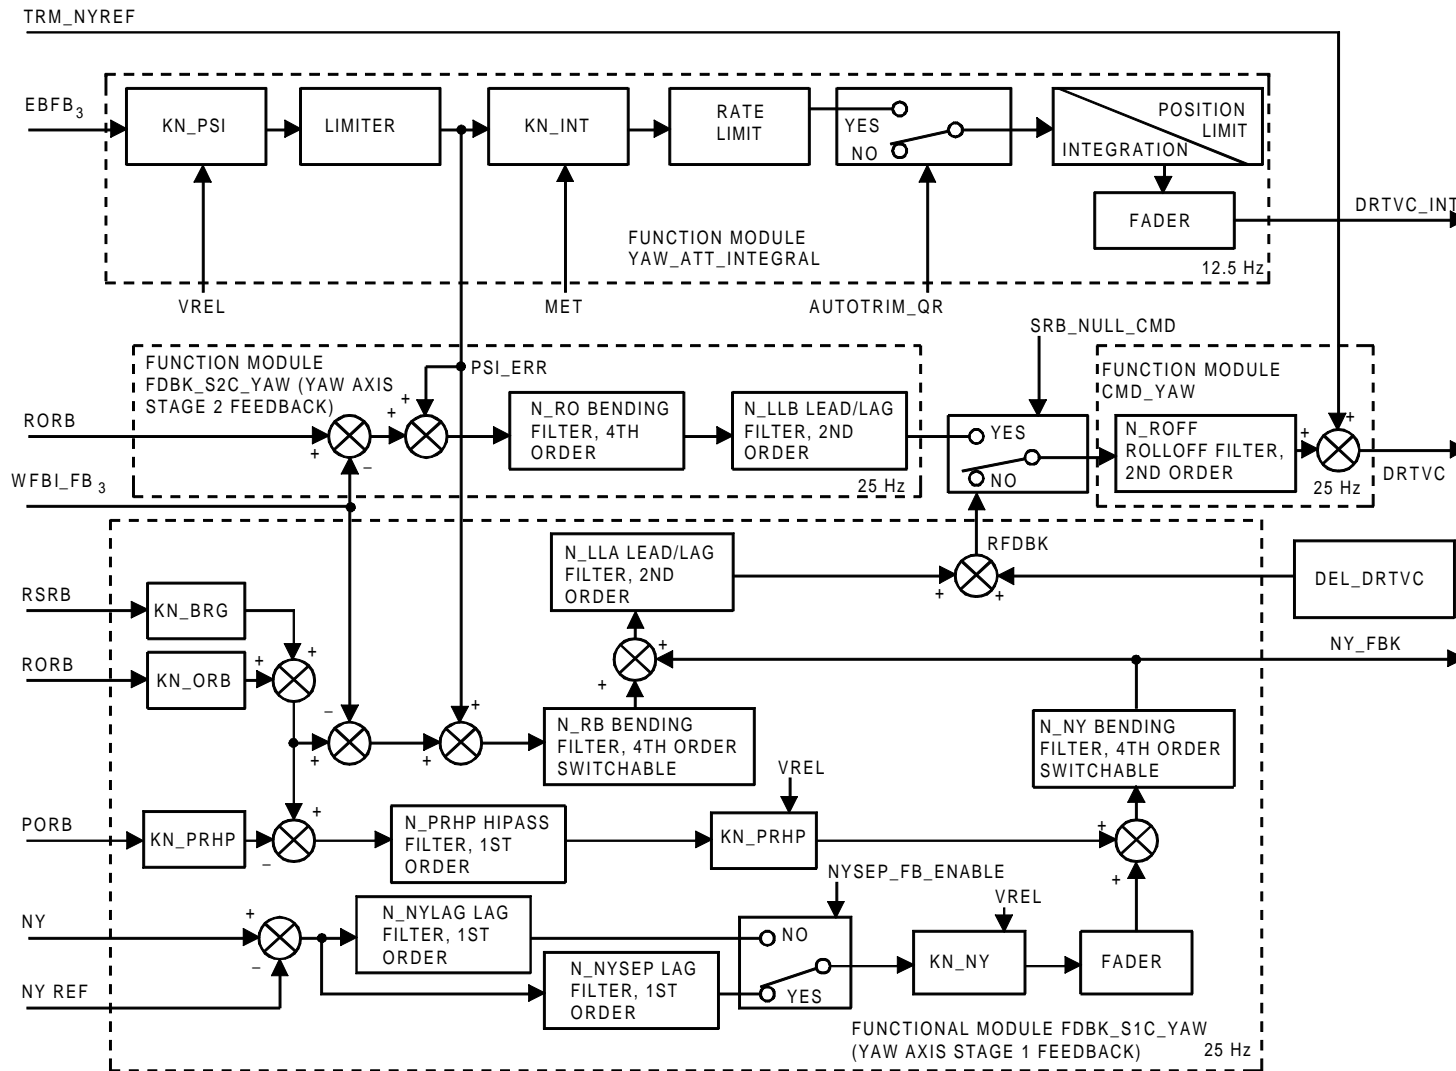 TRM_NYREF
EBFB3
KN_PSI
LIMITER
KN_INT
RATE
LIMIT
YES
NO
POSITION
LIMIT
INTEGRATION
FADER
DRTVC_INT
FUNCTION MODULE
YAW_ATT_INTEGRAL
12.5 Hz
VREL
MET
AUTOTRIM_QR
SRB_NULL_CMD
FUNCTION MODULE
FDBK_S2C_YAW (YAW AXIS
STAGE 2 FEEDBACK)
PSI_ERR
+
+
FUNCTION MODULE
CMD_YAW
+
RORB
+
–
N_RO BENDING
FILTER, 4TH
ORDER
N_LLB LEAD/LAG
FILTER, 2ND
ORDER
YES
NO
N_ROFF
ROLLOFF FILTER,
2ND ORDER
+
DRTVC
25 Hz
25 Hz
WFBI_FB3
N_LLA LEAD/LAG
FILTER, 2ND
ORDER
RFDBK
+
+
DEL_DRTVC
RSRB
KN_BRG
+
RORB
KN_ORB
+
+
+
NY_FBK
–
+
+
+
N_RB BENDING
FILTER, 4TH ORDER
SWITCHABLE
N_NY BENDING
FILTER, 4TH ORDER
SWITCHABLE
VREL
PORB
KN_PRHP
+
–
N_PRHP HIPASS
FILTER, 1ST
ORDER
KN_PRHP
+
+
NYSEP_FB_ENABLE
VREL
NY
+
–
N_NYLAG LAG
FILTER, 1ST
ORDER
NO
YES
KN_NY
FADER
NY REF
N_NYSEP LAG
FILTER, 1ST
ORDER
FUNCTIONAL MODULE FDBK_S1C_YAW
(YAW AXIS STAGE 1 FEEDBACK)
25 Hz